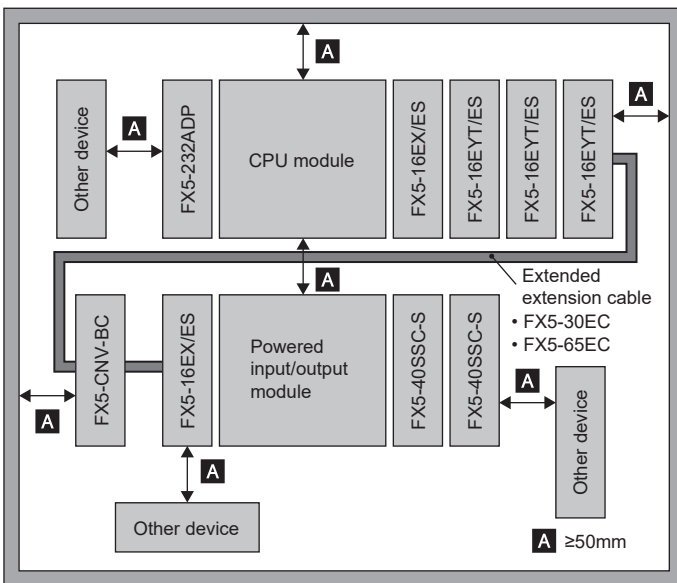 A
Other device
A
FX5-232ADP
CPU module
FX5-16EX/ES
FX5-16EYT/ES
FX5-16EYT/ES
FX5-16EYT/ES
A
A
Extended
extension cable
• FX5-30EC
• FX5-65EC
A
FX5-CNV-BC
FX5-16EX/ES
Powered
input/output
module
FX5-40SSC-S
FX5-40SSC-S
A
Other device
A
Other device
A ≥50mm